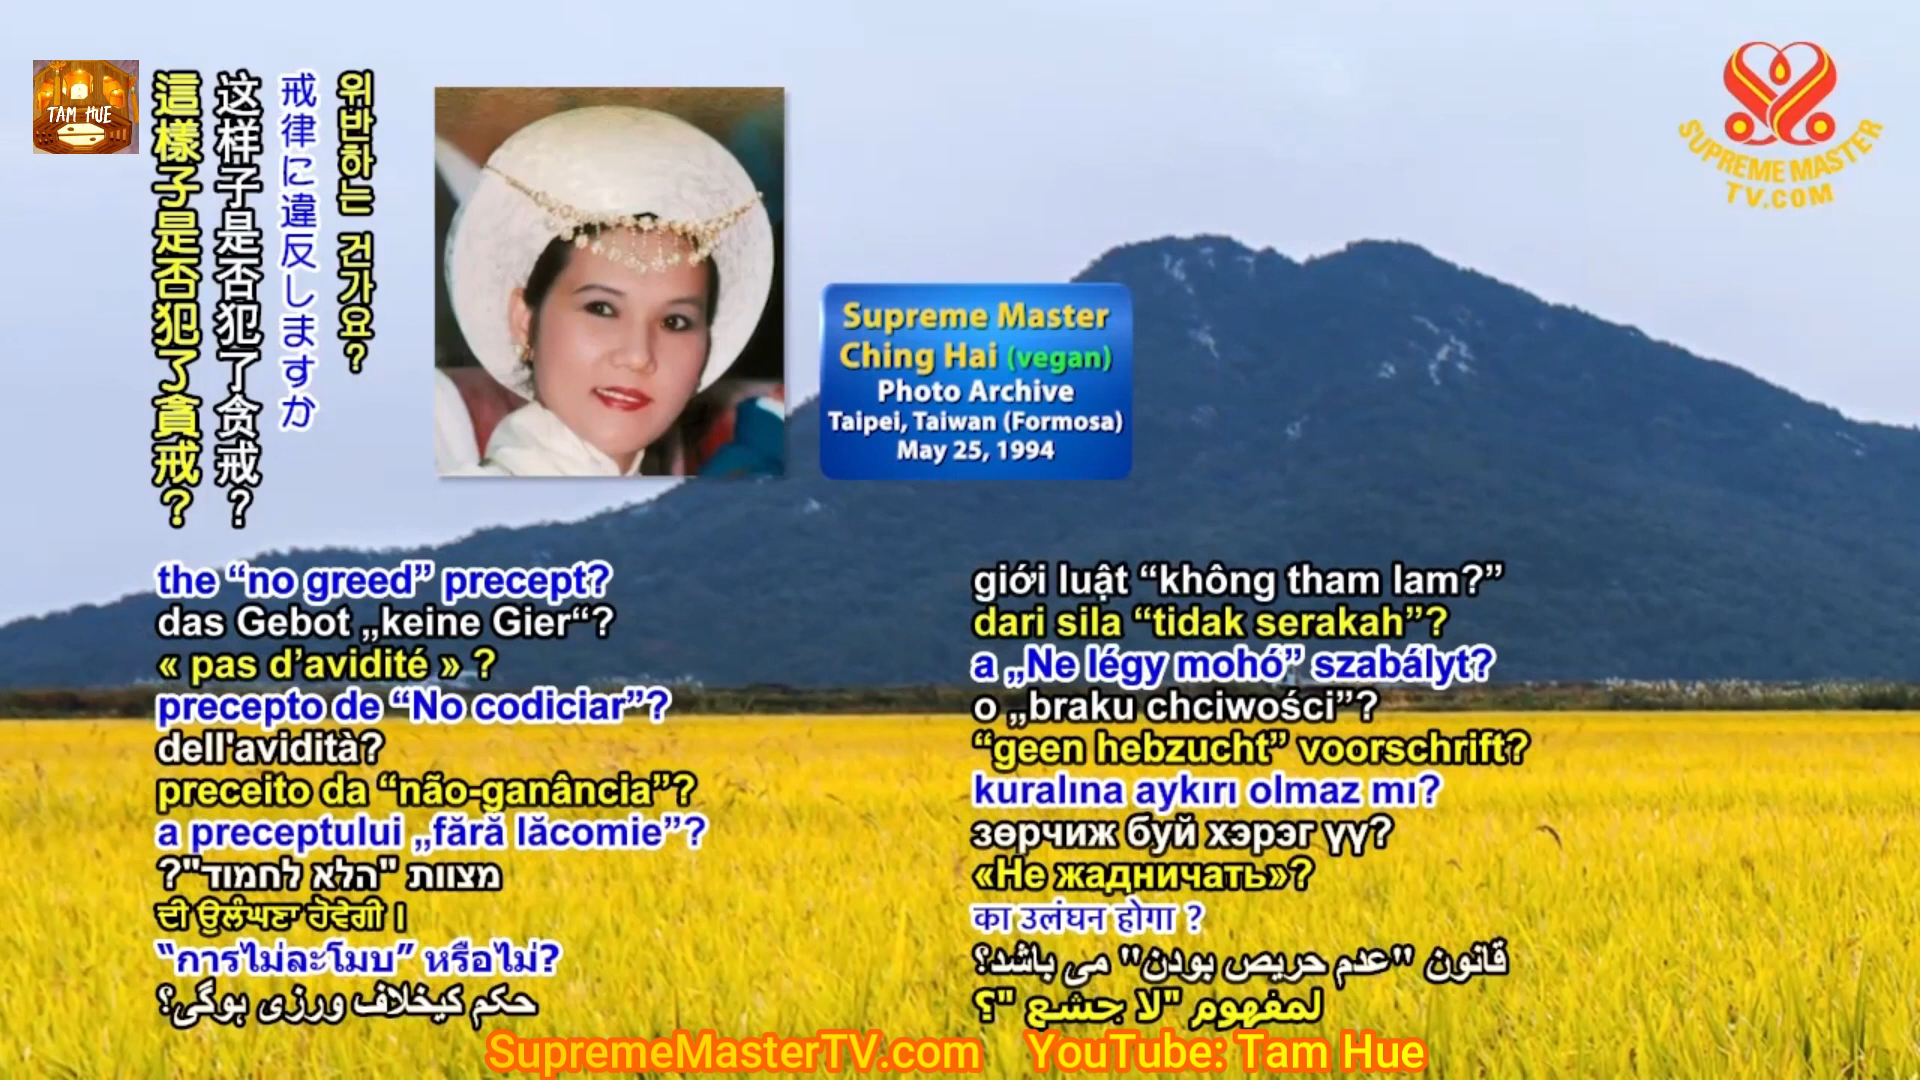 TAM HUE
這樣子是否犯了貪戒？
这样子是否犯了贪戒？
戒律に違反しますか
위반하는 건가요?
SUPREME MASTER
TV.COM
Supreme Master
Ching Hai (vegan)
Photo Archive
Taipei, Taiwan (Formosa)
May 25, 1994
the “no greed” precept?
das Gebot „keine Gier“?
« pas d’avidité » ?
precepto de “No codiciar”?
dell'avidità?
preceito da “não-ganância”?
a preceptului „fără lăcomie”?
מצוות "הלא לחמוד"?
ਦੀ ਉਲੰਘਣਾ ਹੋਵੇਗੀ।
“การไม่ละโมบ” หรือไม่?
حکم کیخلاف ورزی ہوگی؟
giới luật “không tham lam?”
dari sila “tidak serakah”?
a „Ne légy mohó” szabályt?
o „braku chciwości”?
“geen hebzucht” voorschrift?
kuralına aykırı olmaz mı?
зөрчиж буй хэрэг үү?
«Не жадничать»?
का उलंघन होगा ?
قانون "عدم حریص بودن" می باشد؟
لمفهوم "لا جشع "؟
SupremeMasterTV.com YouTube: Tam Hue